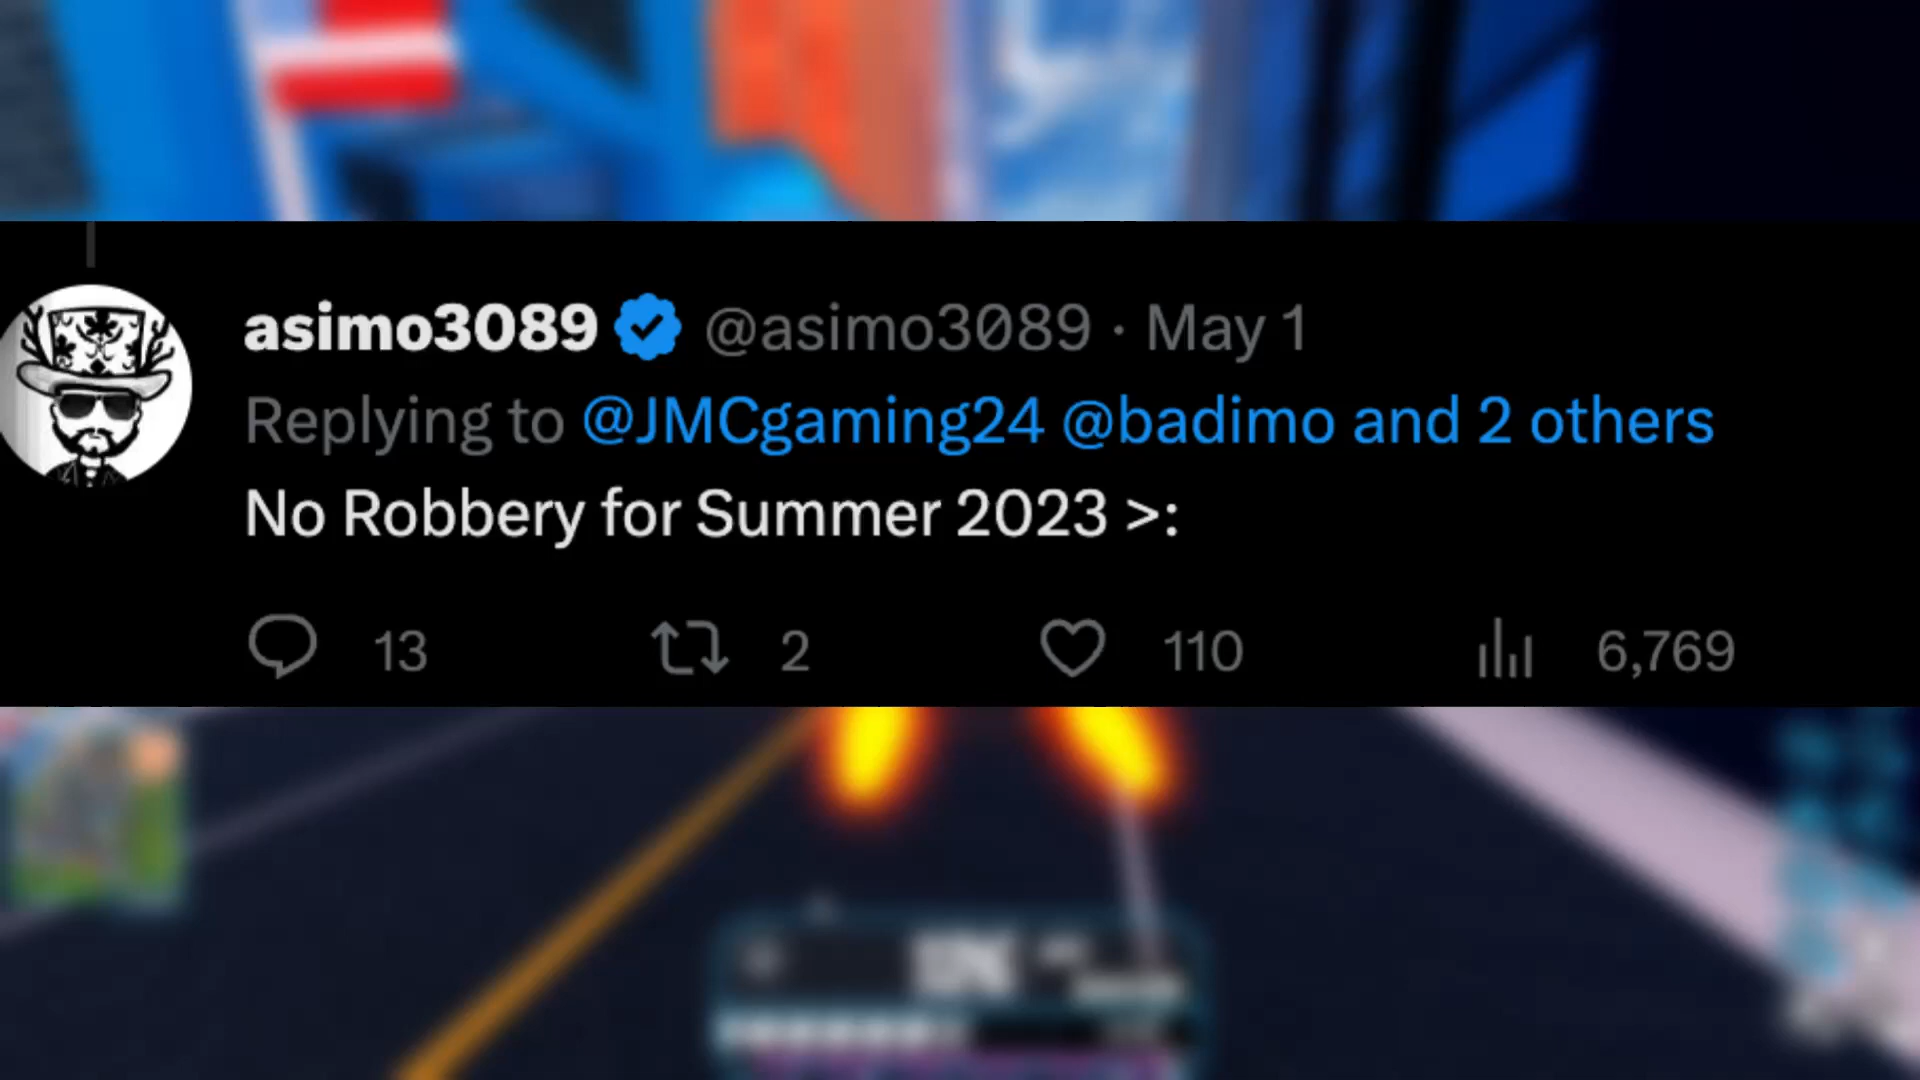 asimo3089 @asimo3089 · May 1
Replying to @JMCgaming24 @badimo and 2 others
No Robbery for Summer 2023 >:
13 2 110 6,769